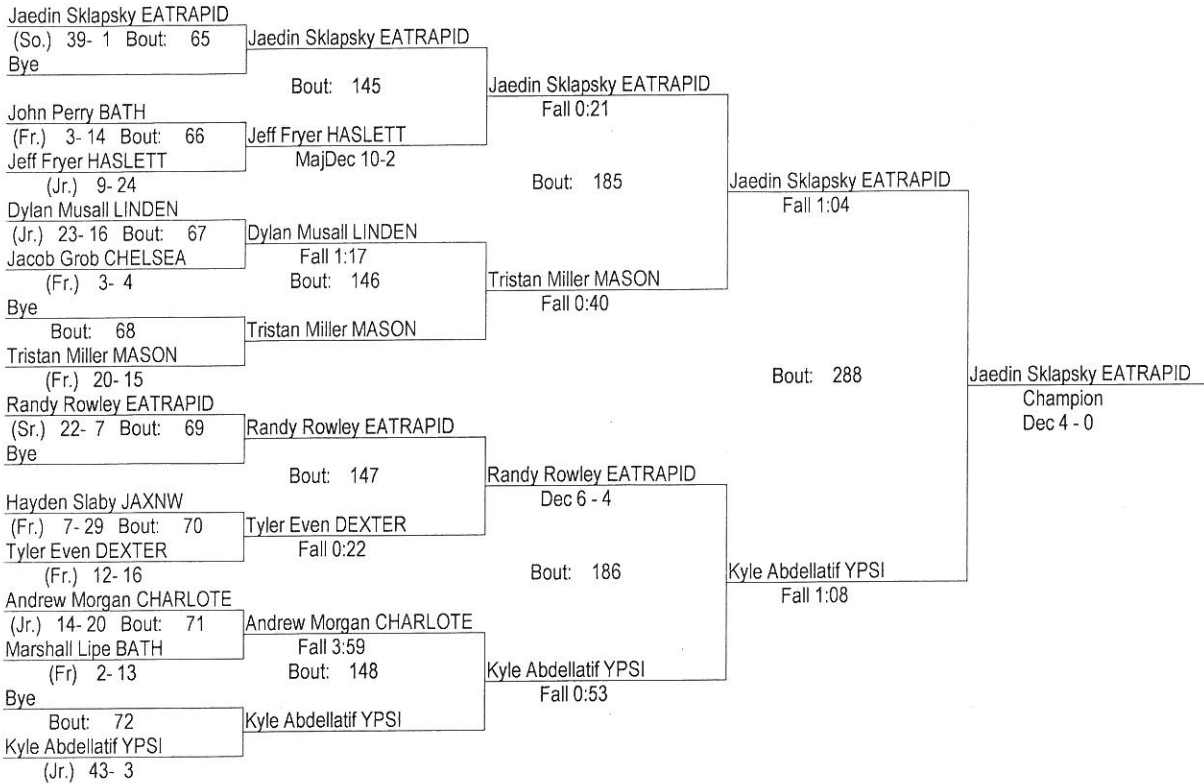 Jaedin Sklapsky EATRAPID
(So.) 39- 1 Bout: 65
Bye
Jaedin Sklapsky EATRAPID
Bout: 145
John Perry BATH
(Fr.) 3- 14 Bout: 66
Jeff Fryer HASLETT
(Jr.) 9- 24
Jeff Fryer HASLETT
MajDec 10-2
Jaedin Sklapsky EATRAPID
Fall 0:21
Bout: 185
Dylan Musall LINDEN
(Jr.) 23- 16 Bout: 67
Jacob Grob CHELSEA
(Fr.) 3- 4
Dylan Musall LINDEN
Fall 1:17
Bout: 146
Bye
Bout: 68
Tristan Miller MASON
(Fr.) 20- 15
Tristan Miller MASON
Tristan Miller MASON
Fall 0:40
Jaedin Sklapsky EATRAPID
Fall 1:04
Bout: 288
Jaedin Sklapsky EATRAPID
Champion
Dec 4 - 0
Randy Rowley EATRAPID
(Sr.) 22- 7 Bout: 69
Bye
Randy Rowley EATRAPID
Bout: 147
Hayden Slaby JAXNW
(Fr.) 7- 29 Bout: 70
Tyler Even DEXTER
(Fr.) 12- 16
Tyler Even DEXTER
Fall 0:22
Randy Rowley EATRAPID
Dec 6 - 4
Bout: 186
Andrew Morgan CHARLOTE
(Jr.) 14- 20 Bout: 71
Marshall Lipe BATH
(Fr) 2- 13
Andrew Morgan CHARLOTE
Fall 3:59
Bout: 148
Bye
Bout: 72
Kyle Abdellatif YPSI
(Jr.) 43- 3
Kyle Abdellatif YPSI
Kyle Abdellatif YPSI
Fall 0:53
Kyle Abdellatif YPSI
Fall 1:08